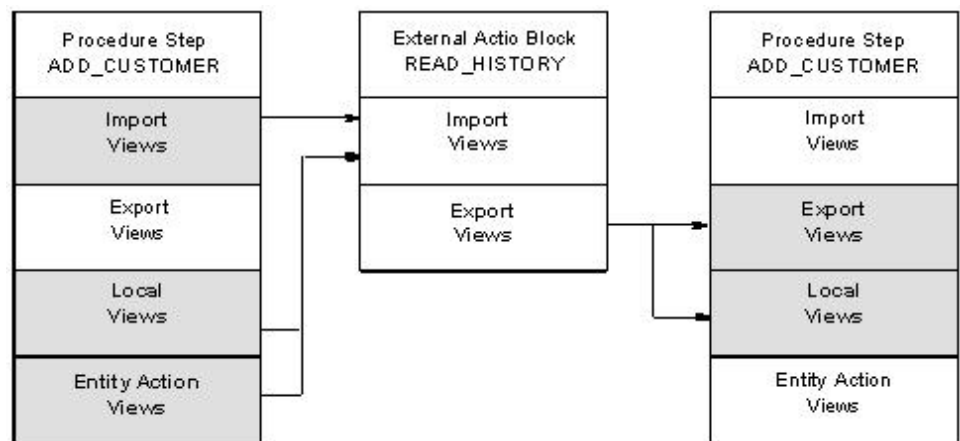 Procedure Step
ADD_CUSTOMER
Import
Views
Export
Views
Local
Views
Entity Action
Views
External Actio Block
READ_HISTORY
Import
Views
Export
Views
Procedure Step
ADD_CUSTOMER
Import
Views
Export
Views
Local
Views
Entity Action
Views